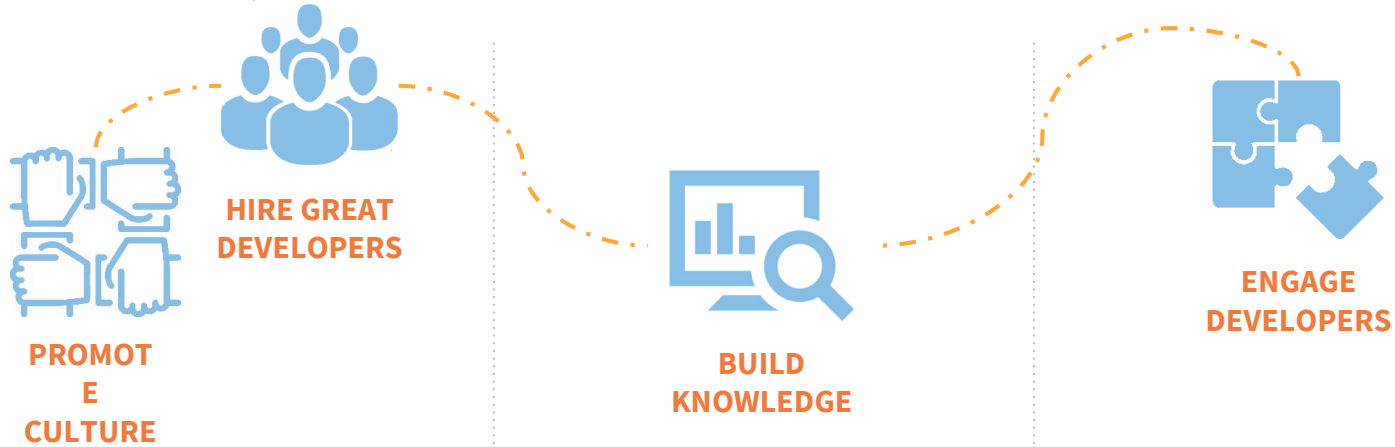 HIRE GREAT
DEVELOPERS
PROMOT
E
CULTURE
BUILD
KNOWLEDGE
ENGAGE
DEVELOPERS